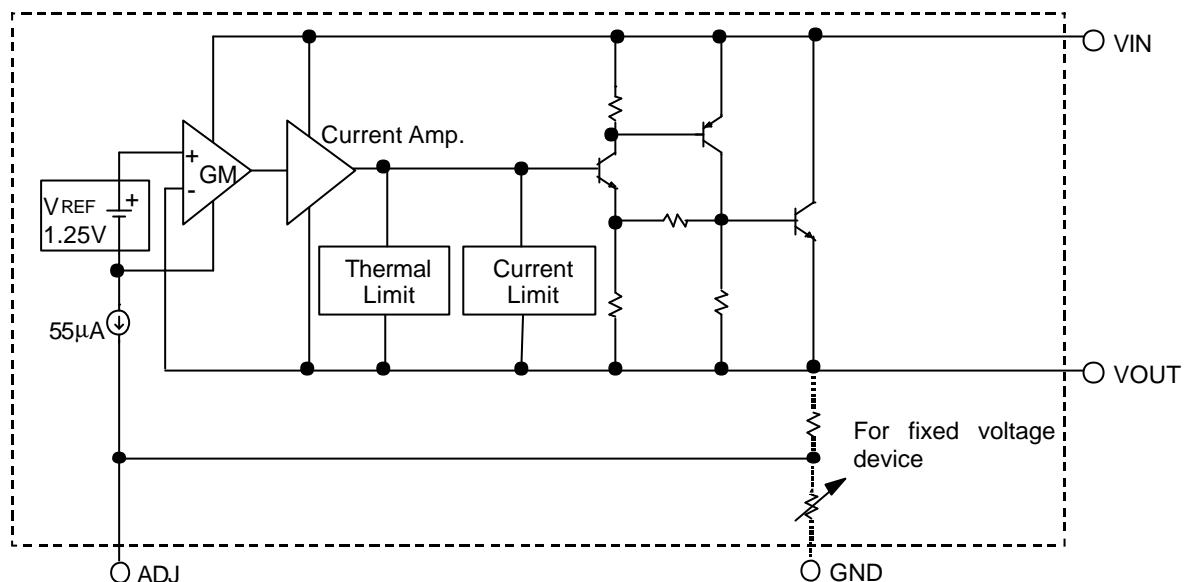 VIN
Current Amp.
+
GM
-
VREF
+
1.25V
Thermal
Limit
Current
Limit
55µA
VOUT
For fixed voltage
device
ADJ
GND